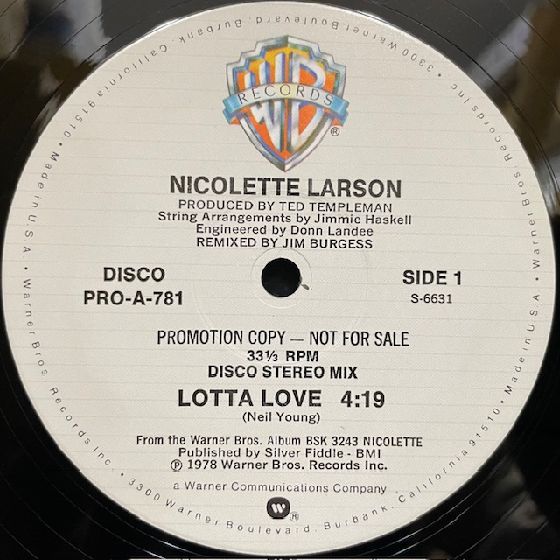 Warner Bros. Records Inc. • 3300 Warner Boulevard, Burbank, California 91510 • Made in U.S.A. • Warner Bros. Records Inc. • 3300 Warner Boulevard, Burbank, California 91510 • Made in U.S.A. •
WB
RECORDS
®
NICOLETTE LARSON
PRODUCED BY TED TEMPLEMAN
String Arrangements by Jimmie Haskell
Engineered by Donn Landee
REMIXED BY JIM BURGESS
DISCO
PRO-A-781
SIDE 1
S-6631
PROMOTION COPY — NOT FOR SALE
33⅓ RPM
DISCO STEREO MIX
LOTTA LOVE 4:19
(Neil Young)
From the Warner Bros. Album BSK 3243 NICOLETTE
Published by Silver Fiddle - BMI
℗ 1978 Warner Bros. Records Inc.
a Warner Communications Company
W ®